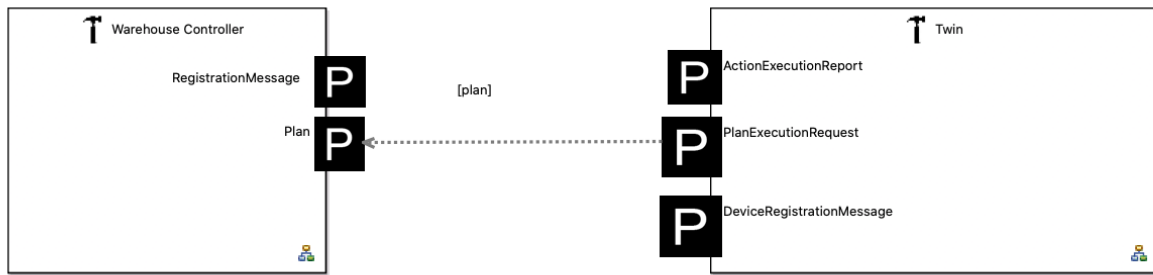 Warehouse Controller
RegistrationMessage
P
Plan
P
[plan]
Twin
P
ActionExecutionReport
P
PlanExecutionRequest
P
DeviceRegistrationMessage